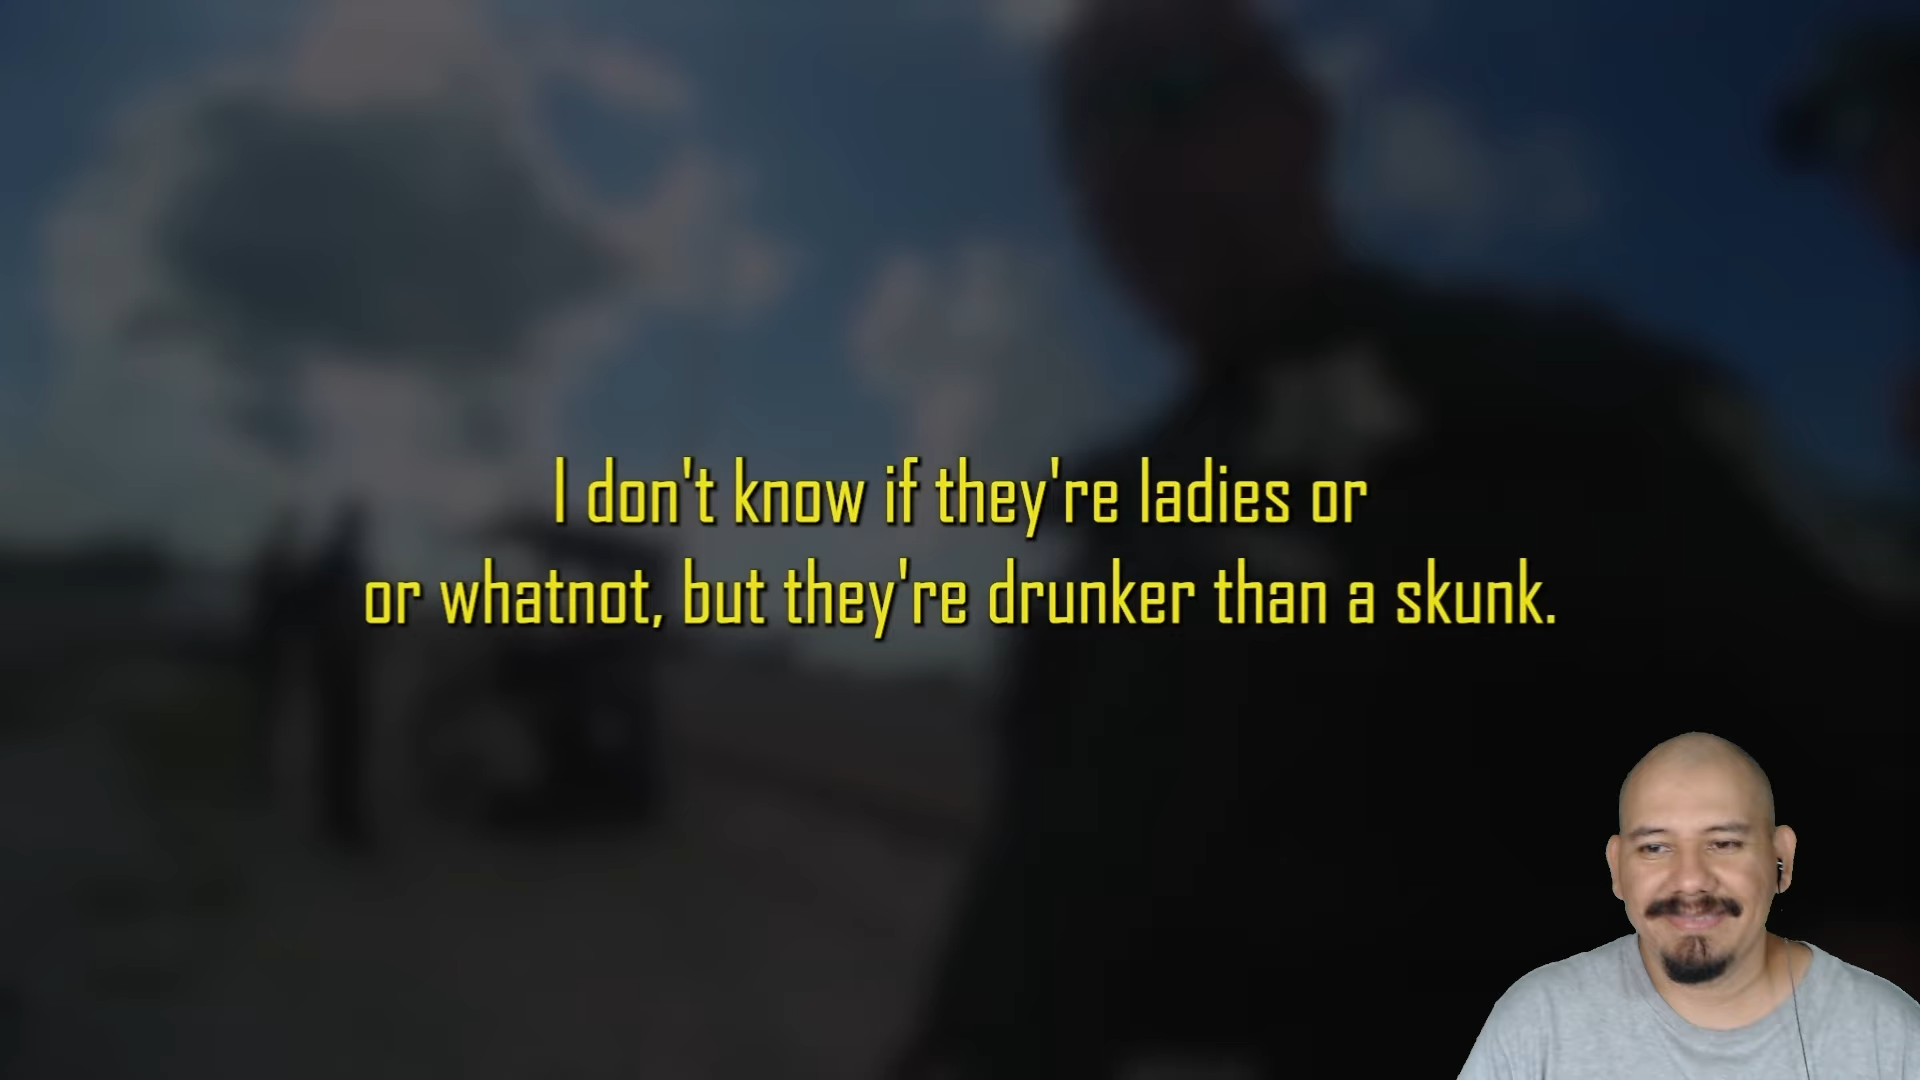 I don't know if they're ladies or
or whatnot, but they're drunker than a skunk.